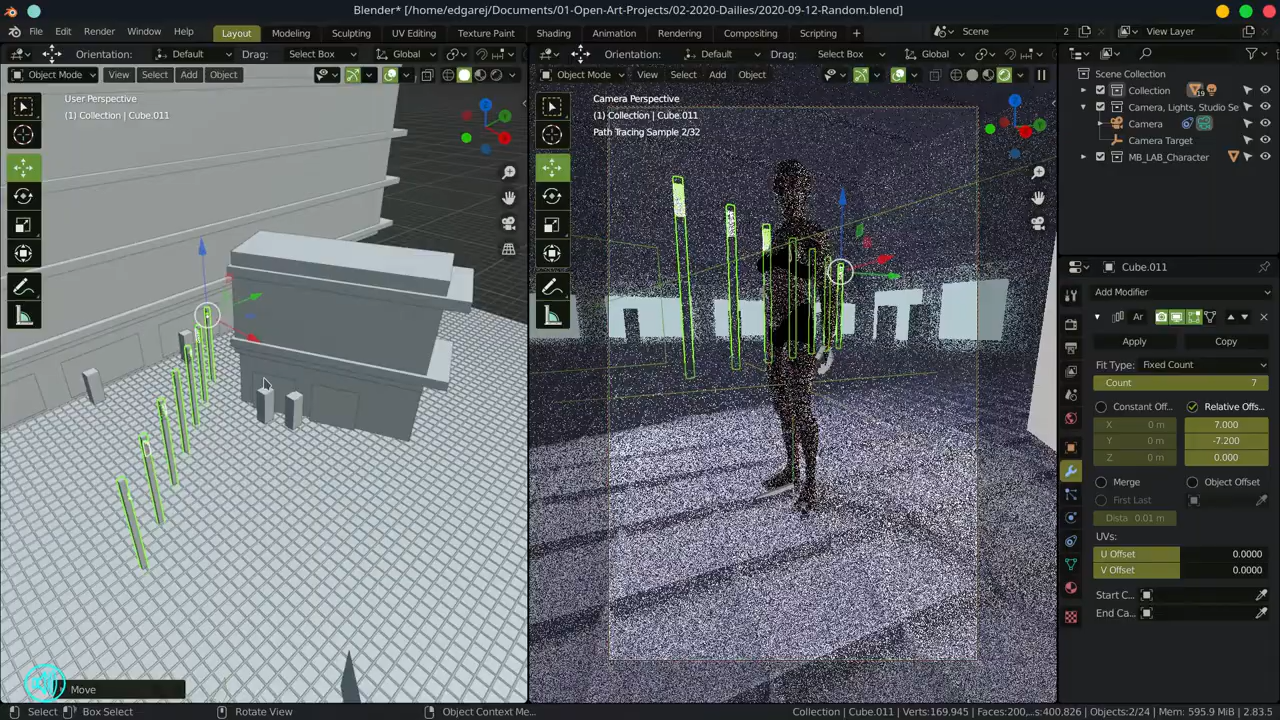 Blender* [/home/edgarej/Documents/01-Open-Art-Projects/02-2020-Dailies/2020-09-12-Random.blend]
File Edit Render Window Help Layout Modeling Sculpting UV Editing Texture Paint Shading Animation Rendering Compositing Scripting + Scene 2 View Layer
Orientation: Default Drag: Select Box Global
Orientation: Default Drag: Select Box Global
Object Mode View Select Add Object
Object Mode View Select Add Object
User Perspective
(1) Collection | Cube.011
Camera Perspective
(1) Collection | Cube.011
Path Tracing Sample 2/32
Scene Collection
Collection
Camera, Lights, Studio Se
Camera
Camera Target
MB_LAB_Character
Cube.011
Add Modifier
Ar
Apply Copy
Fit Type: Fixed Count
Count 7
Constant Off... Relative Offs...
X 0 m 7.000
Y 0 m -7.200
Z 0 m 0.000
Merge Object Offset
First Last
Dista 0.01 m
UVs:
U Offset 0.0000
V Offset 0.0000
Start C...
End Ca...
Move
Select Box Select Rotate View Object Context Me... Collection | Cube.011 | Verts:169.945 | Faces:200,...s:400.826 | Objects:2/24 | Mem: 595.9 MiB | 2.83.5